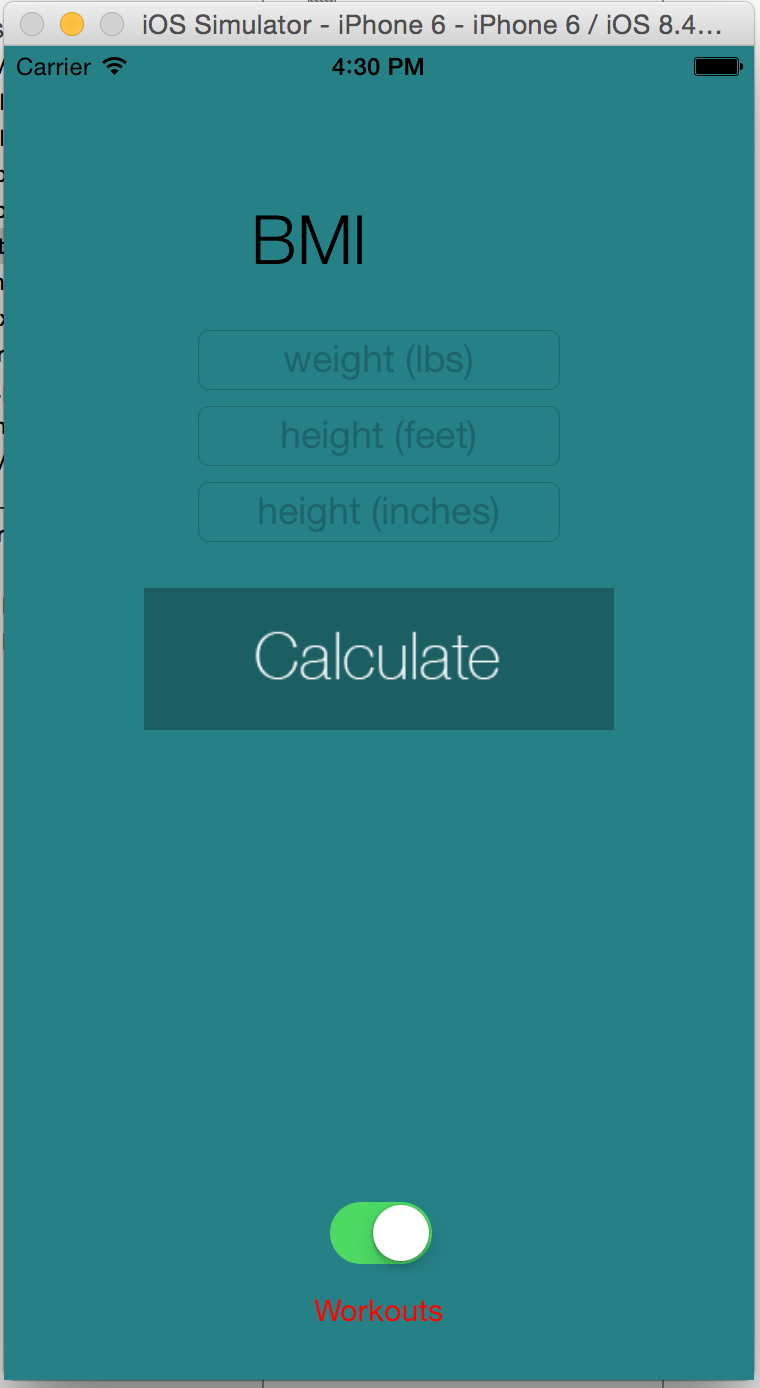 iOS Simulator - iPhone 6 - iPhone 6 / iOS 8.4...
Carrier 4:30 PM
BMI
weight (lbs)
height (feet)
height (inches)
Calculate
Workouts